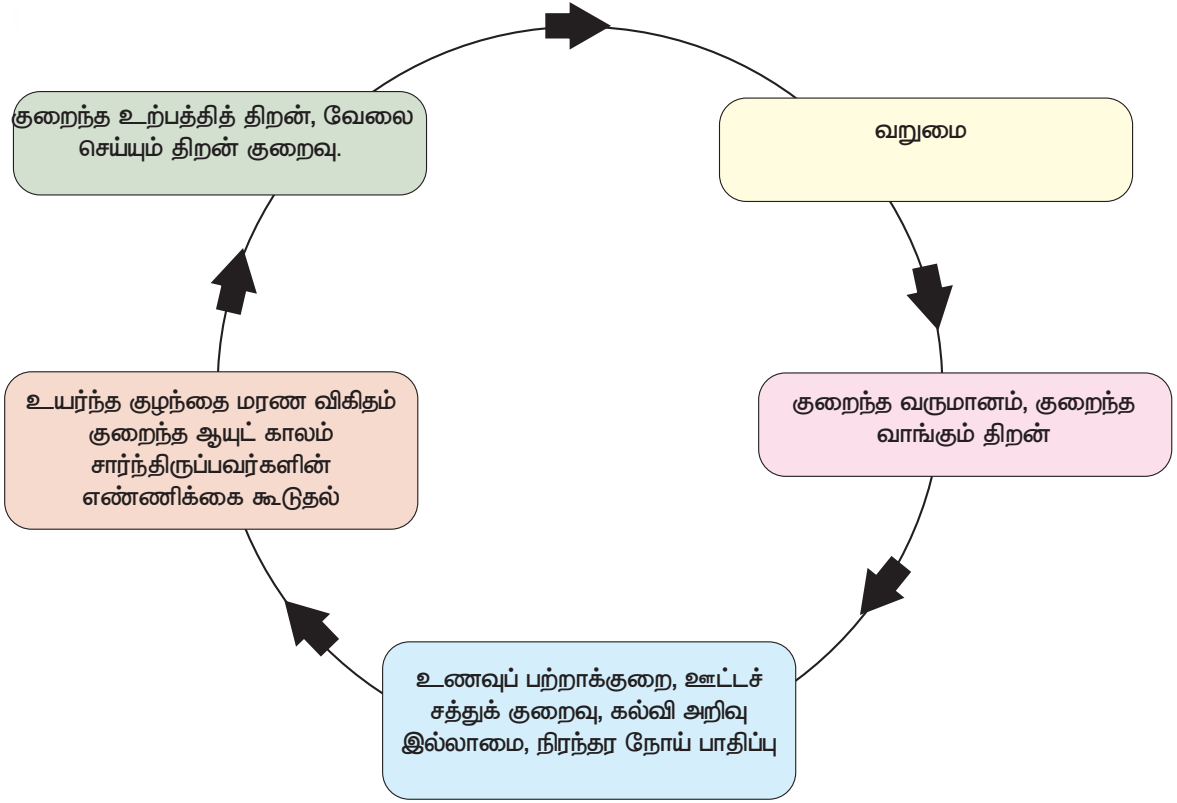 குறைந்த உற்பத்தித் திறன், வேலை
செய்யும் திறன் குறைவு.
வறுமை
குறைந்த வருமானம், குறைந்த
வாங்கும் திறன்
உணவுப் பற்றாக்குறை, ஊட்டச்
சத்துக் குறைவு, கல்வி அறிவு
இல்லாமை, நிரந்தர நோய் பாதிப்பு
உயர்ந்த குழந்தை மரண விகிதம்
குறைந்த ஆயுட் காலம்
சார்ந்திருப்பவர்களின்
எண்ணிக்கை கூடுதல்